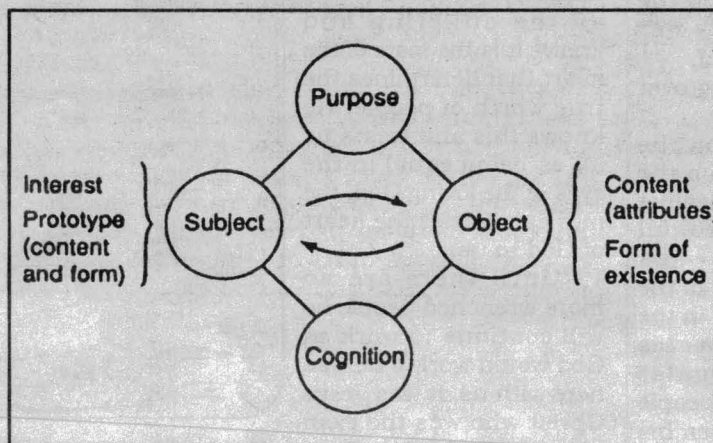 Purpose
Interest
Prototype
(content
and form)
Subject
Object
Content
(attributes)
Form of
existence
Cognition